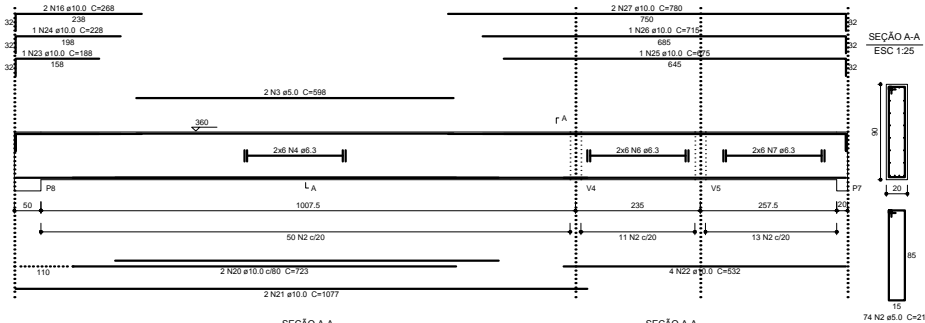 2 N16 ø10.0 C=268
238
32
2 N27 ø10.0 C=780
750
32
1 N24 ø10.0 C=228
198
32
1 N26 ø10.0 C=715
685
32
1 N23 ø10.0 C=188
158
32
1 N25 ø10.0 C=675
645
32
SEÇÃO A-A
ESC 1:25
2 N3 ø5.0 C=598
360
A
2x6 N4 ø6.3
2x6 N6 ø6.3
2x6 N7 ø6.3
90
20
P8
A
V4
V5
P7
50
1007.5
235
257.5
20
50 N2 c/20
11 N2 c/20
13 N2 c/20
110
2 N20 ø10.0 c/80 C=723
4 N22 ø10.0 C=532
2 N21 ø10.0 C=1077
85
15
74 N2 ø5.0 C=21
SEÇÃO A-A
SEÇÃO A-A